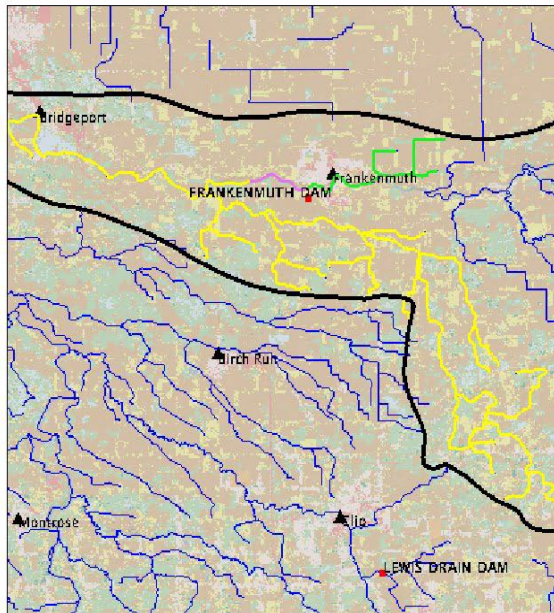 Bridgeport
Frankenmuth
FRANKENMUTH DAM
Birch Run
Montrose
Clio
LEWIS DRAIN DAM